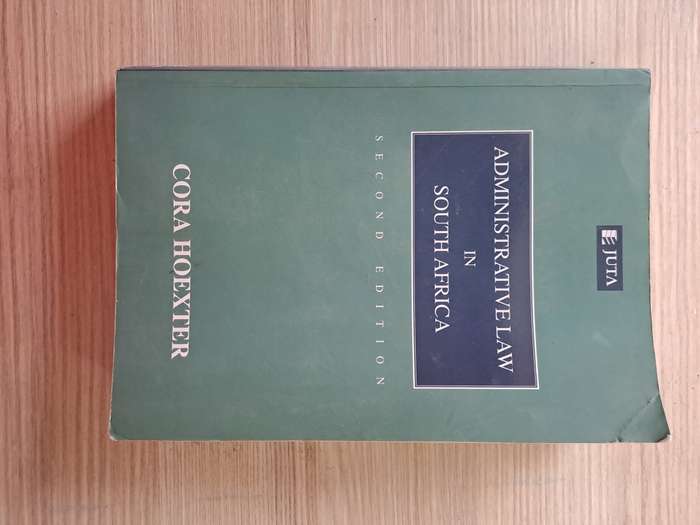 JUTA
ADMINISTRATIVE LAW
IN
SOUTH AFRICA
SECOND EDITION
CORA HOEXTER